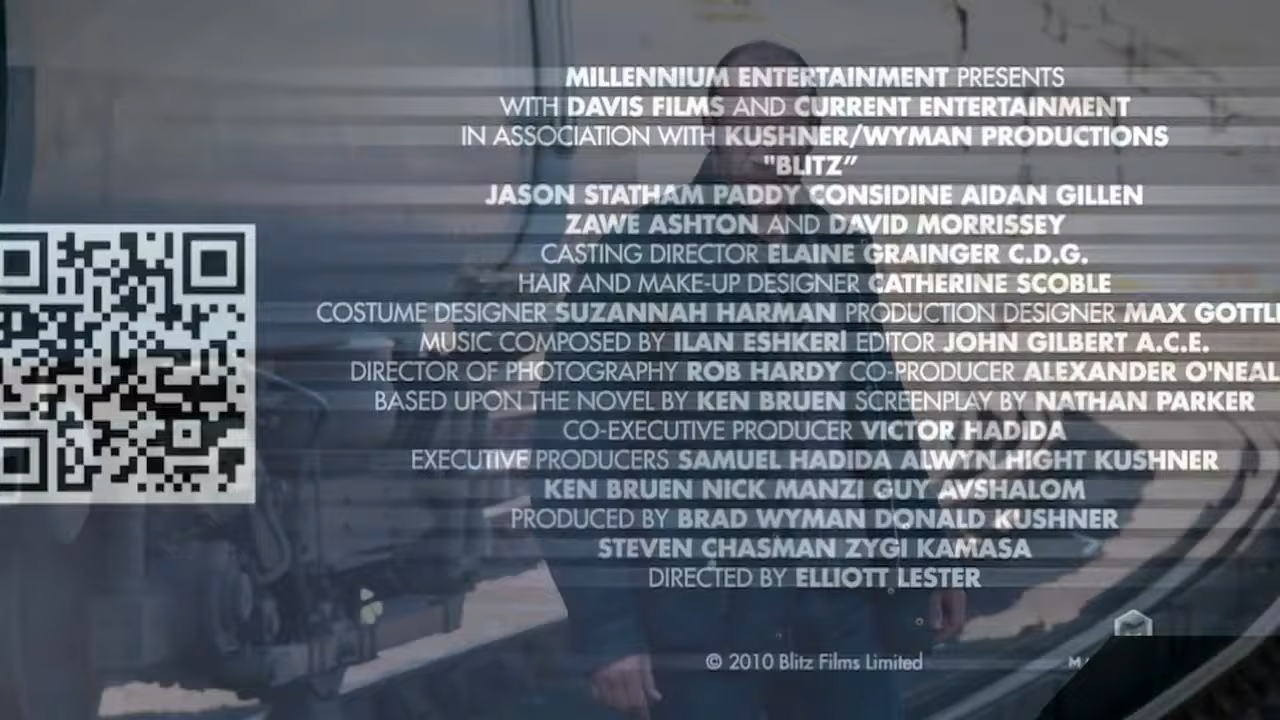 MILLENNIUM ENTERTAINMENT PRESENTS
WITH DAVIS FILMS AND CURRENT ENTERTAINMENT
IN ASSOCIATION WITH KUSHNER/WYMAN PRODUCTIONS
"BLITZ"
JASON STATHAM PADDY CONSIDINE AIDAN GILLEN
ZAWE ASHTON AND DAVID MORRISSEY
CASTING DIRECTOR ELAINE GRAINGER C.D.G.
HAIR AND MAKE-UP DESIGNER CATHERINE SCOBLE
COSTUME DESIGNER SUZANNAH HARMAN PRODUCTION DESIGNER MAX
MUSIC COMPOSED BY ILAN ESHKERI EDITOR JOHN GILBERT A.C.E.
DIRECTOR OF PHOTOGRAPHY ROB HARDY CO-PRODUCER ALEXANDER O'NEAL
BASED UPON THE NOVEL BY KEN BRUEN SCREENPLAY BY NATHAN PARKER
CO-EXECUTIVE PRODUCER VICTOR HADIDA
EXECUTIVE PRODUCERS SAMUEL HADIDA ALWYN HIGHT KUSHNER
KEN BRUEN NICK MANZI GUY AVSHALOM
PRODUCED BY BRAD WYMAN DONALD KUSHNER
STEVEN CHASMAN ZYGI KAMASA
DIRECTED BY ELLIOTT LESTER
© 2010 Blitz Films Limited